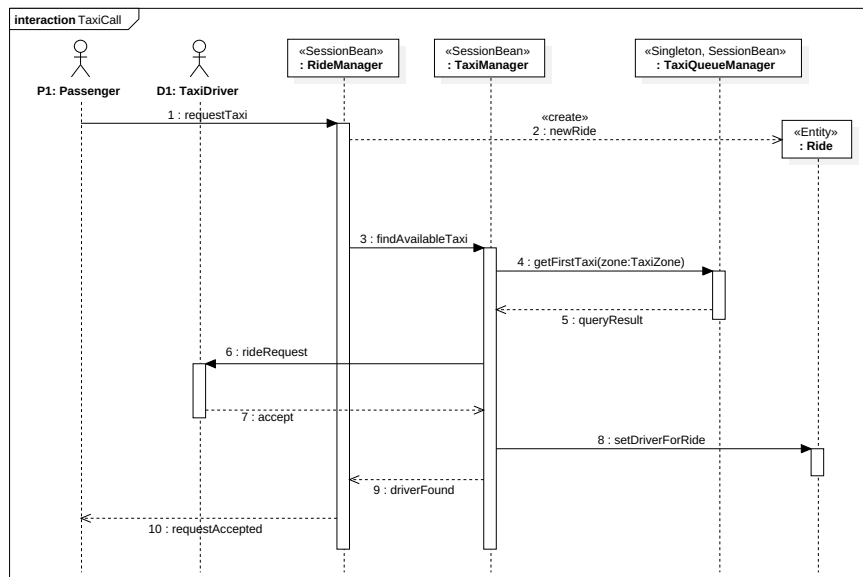 interaction TaxiCall
P1: Passenger
D1: TaxiDriver
«SessionBean»
: RideManager
«SessionBean»
: TaxiManager
«Singleton, SessionBean»
: TaxiQueueManager
1 : requestTaxi
«create»
2 : newRide
«Entity»
: Ride
3 : findAvailableTaxi
4 : getFirstTaxi(zone:TaxiZone)
5 : queryResult
6 : rideRequest
7 : accept
8 : setDriverForRide
9 : driverFound
10 : requestAccepted